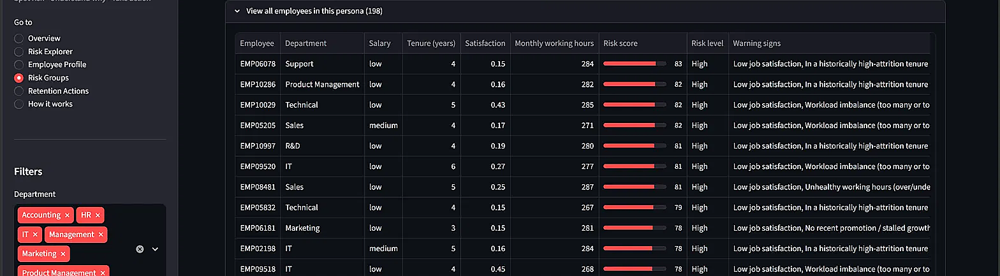 Spot Risk · Understand Why · Take action
Go to
Overview
Risk Explorer
Employee Profile
Risk Groups
Retention Actions
How it works
Filters
Department
Accounting ×
HR ×
IT ×
Management ×
Marketing ×
Product Management ×
View all employees in this persona (198)
Employee Department Salary Tenure (years) Satisfaction Monthly working hours Risk score Risk level Warning signs
EMP06078 Support low 4 0.15 284 83 High Low job satisfaction, In a historically high-attrition tenure
EMP10286 Product Management low 4 0.16 282 82 High Low job satisfaction, In a historically high-attrition tenure
EMP10029 Technical low 5 0.43 285 82 High Low job satisfaction, Workload imbalance (too many or to
EMP05205 Sales medium 4 0.17 271 82 High Low job satisfaction, Workload imbalance (too many or to
EMP10997 R&D low 4 0.19 280 81 High Low job satisfaction, In a historically high-attrition tenure
EMP09520 IT low 6 0.27 277 81 High Low job satisfaction, Workload imbalance (too many or to
EMP08481 Sales low 5 0.25 287 81 High Low job satisfaction, Unhealthy working hours (over/unde
EMP05832 Technical low 4 0.15 267 79 High Low job satisfaction, In a historically high-attrition tenure
EMP06181 Marketing low 3 0.15 281 78 High Low job satisfaction, No recent promotion / stalled growth
EMP02198 IT medium 5 0.16 284 78 High Low job satisfaction, In a historically high-attrition tenure
EMP09518 IT low 4 0.45 268 78 High Low job satisfaction, Workload imbalance (too many or to